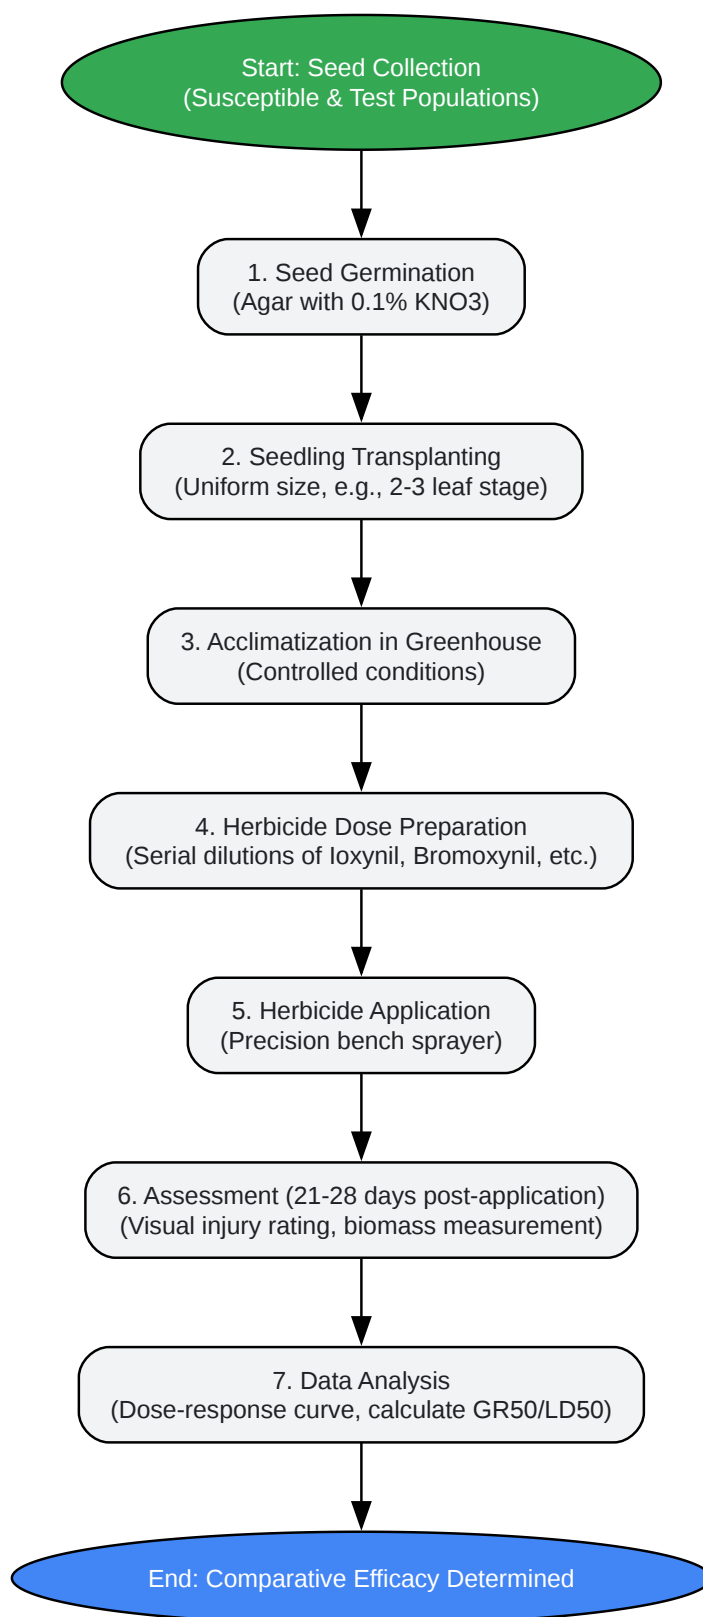 Start: Seed Collection
(Susceptible & Test Populations)
1. Seed Germination
(Agar with 0.1% KNO3)
2. Seedling Transplanting
(Uniform size, e.g., 2-3 leaf stage)
3. Acclimatization in Greenhouse
(Controlled conditions)
4. Herbicide Dose Preparation
(Serial dilutions of Ioxynil, Bromoxynil, etc.)
5. Herbicide Application
(Precision bench sprayer)
6. Assessment (21-28 days post-application)
(Visual injury rating, biomass measurement)
7. Data Analysis
(Dose-response curve, calculate GR50/LD50)
End: Comparative Efficacy Determined